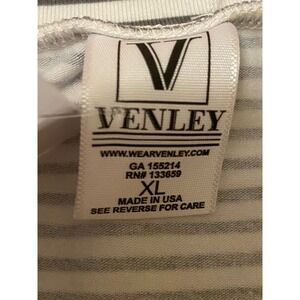 V
VENLEY
WWW.WEARVENLEY.COM
GA 155214
RN# 133659
XL
MADE IN USA
SEE REVERSE FOR CARE